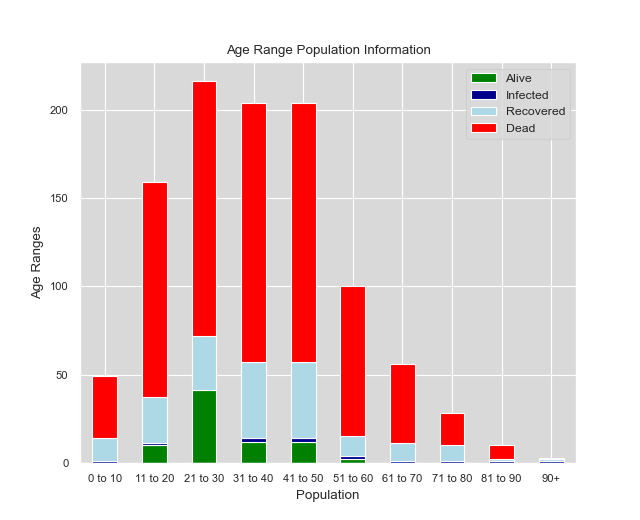 Age Range Population Information
Alive
Infected
Recovered
Dead
200
150
100
50
0
Age Ranges
0 to 10 11 to 20 21 to 30 31 to 40 41 to 50 51 to 60 61 to 70 71 to 80 81 to 90 90+
Population